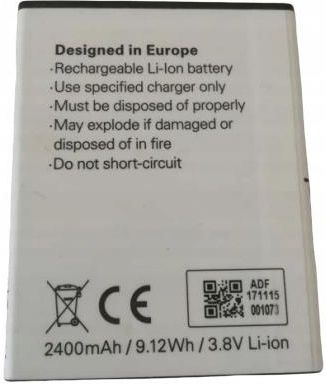 Designed in Europe
·Rechargeable Li-Ion battery
·Use specified charger only
·Must be disposed of properly
·May explode if damaged or
disposed of in fire
·Do not short-circuit
CE
ADF
171115
001073
2400mAh / 9.12Wh / 3.8V Li-ion